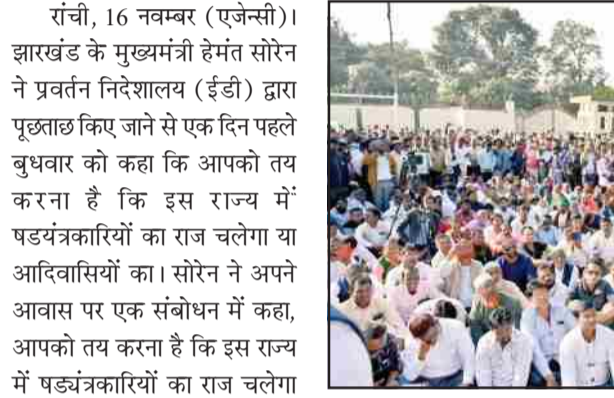 रांची, 16 नवम्बर (एजेन्सी)।
झारखंड के मुख्यमंत्री हेमंत सोरेन
ने प्रवर्तन निदेशालय (ईडी) द्वारा
पूछताछ किए जाने से एक दिन पहले
बुधवार को कहा कि आपको तय
करना है कि इस राज्य में
षडयंत्रकारियों का राज चलेगा या
आदिवासियों का। सोरेन ने अपने
आवास पर एक संबोधन में कहा,
आपको तय करना है कि इस राज्य
में षड्यंत्रकारियों का राज चलेगा